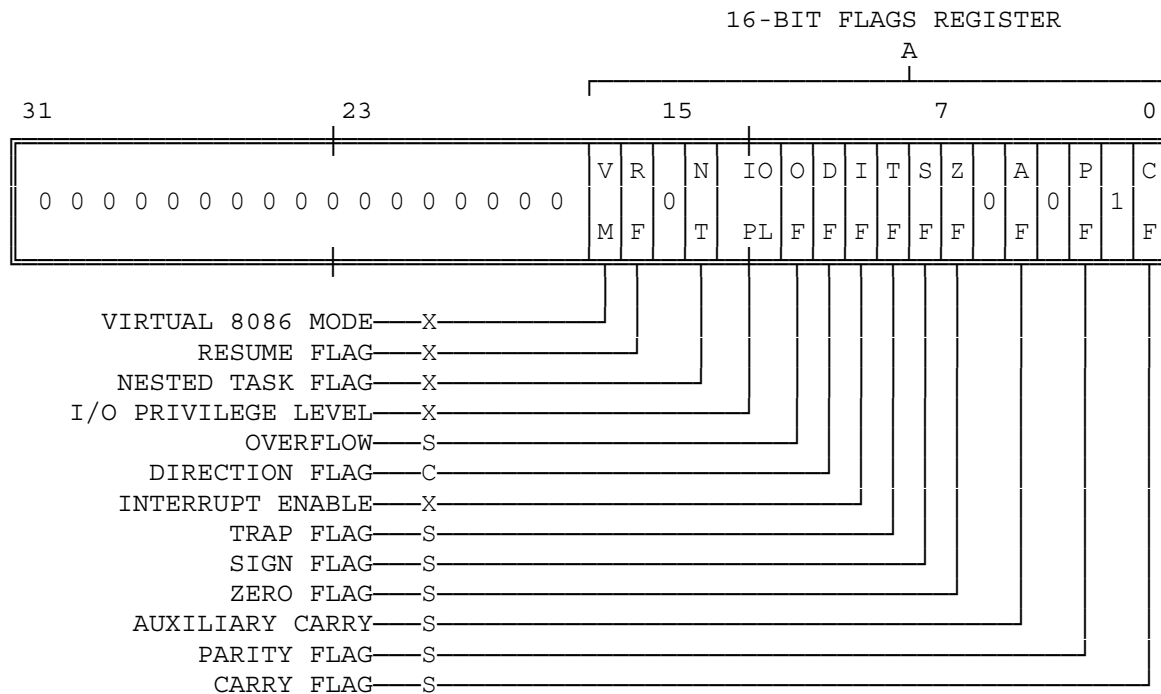 16-BIT FLAGS REGISTER
A
31 23 15 7 0
V R N IO O D I T S Z A P C
0 0 0 0 0 0 0 0 0 0 0 0 0 0 0 0 0 0 0 0 1
M F T PL F F F F F F F F F
VIRTUAL 8086 MODE X
RESUME FLAG X
NESTED TASK FLAG X
I/O PRIVILEGE LEVEL X
OVERFLOW S
DIRECTION FLAG C
INTERRUPT ENABLE X
TRAP FLAG S
SIGN FLAG S
ZERO FLAG S
AUXILIARY CARRY S
PARITY FLAG S
CARRY FLAG S